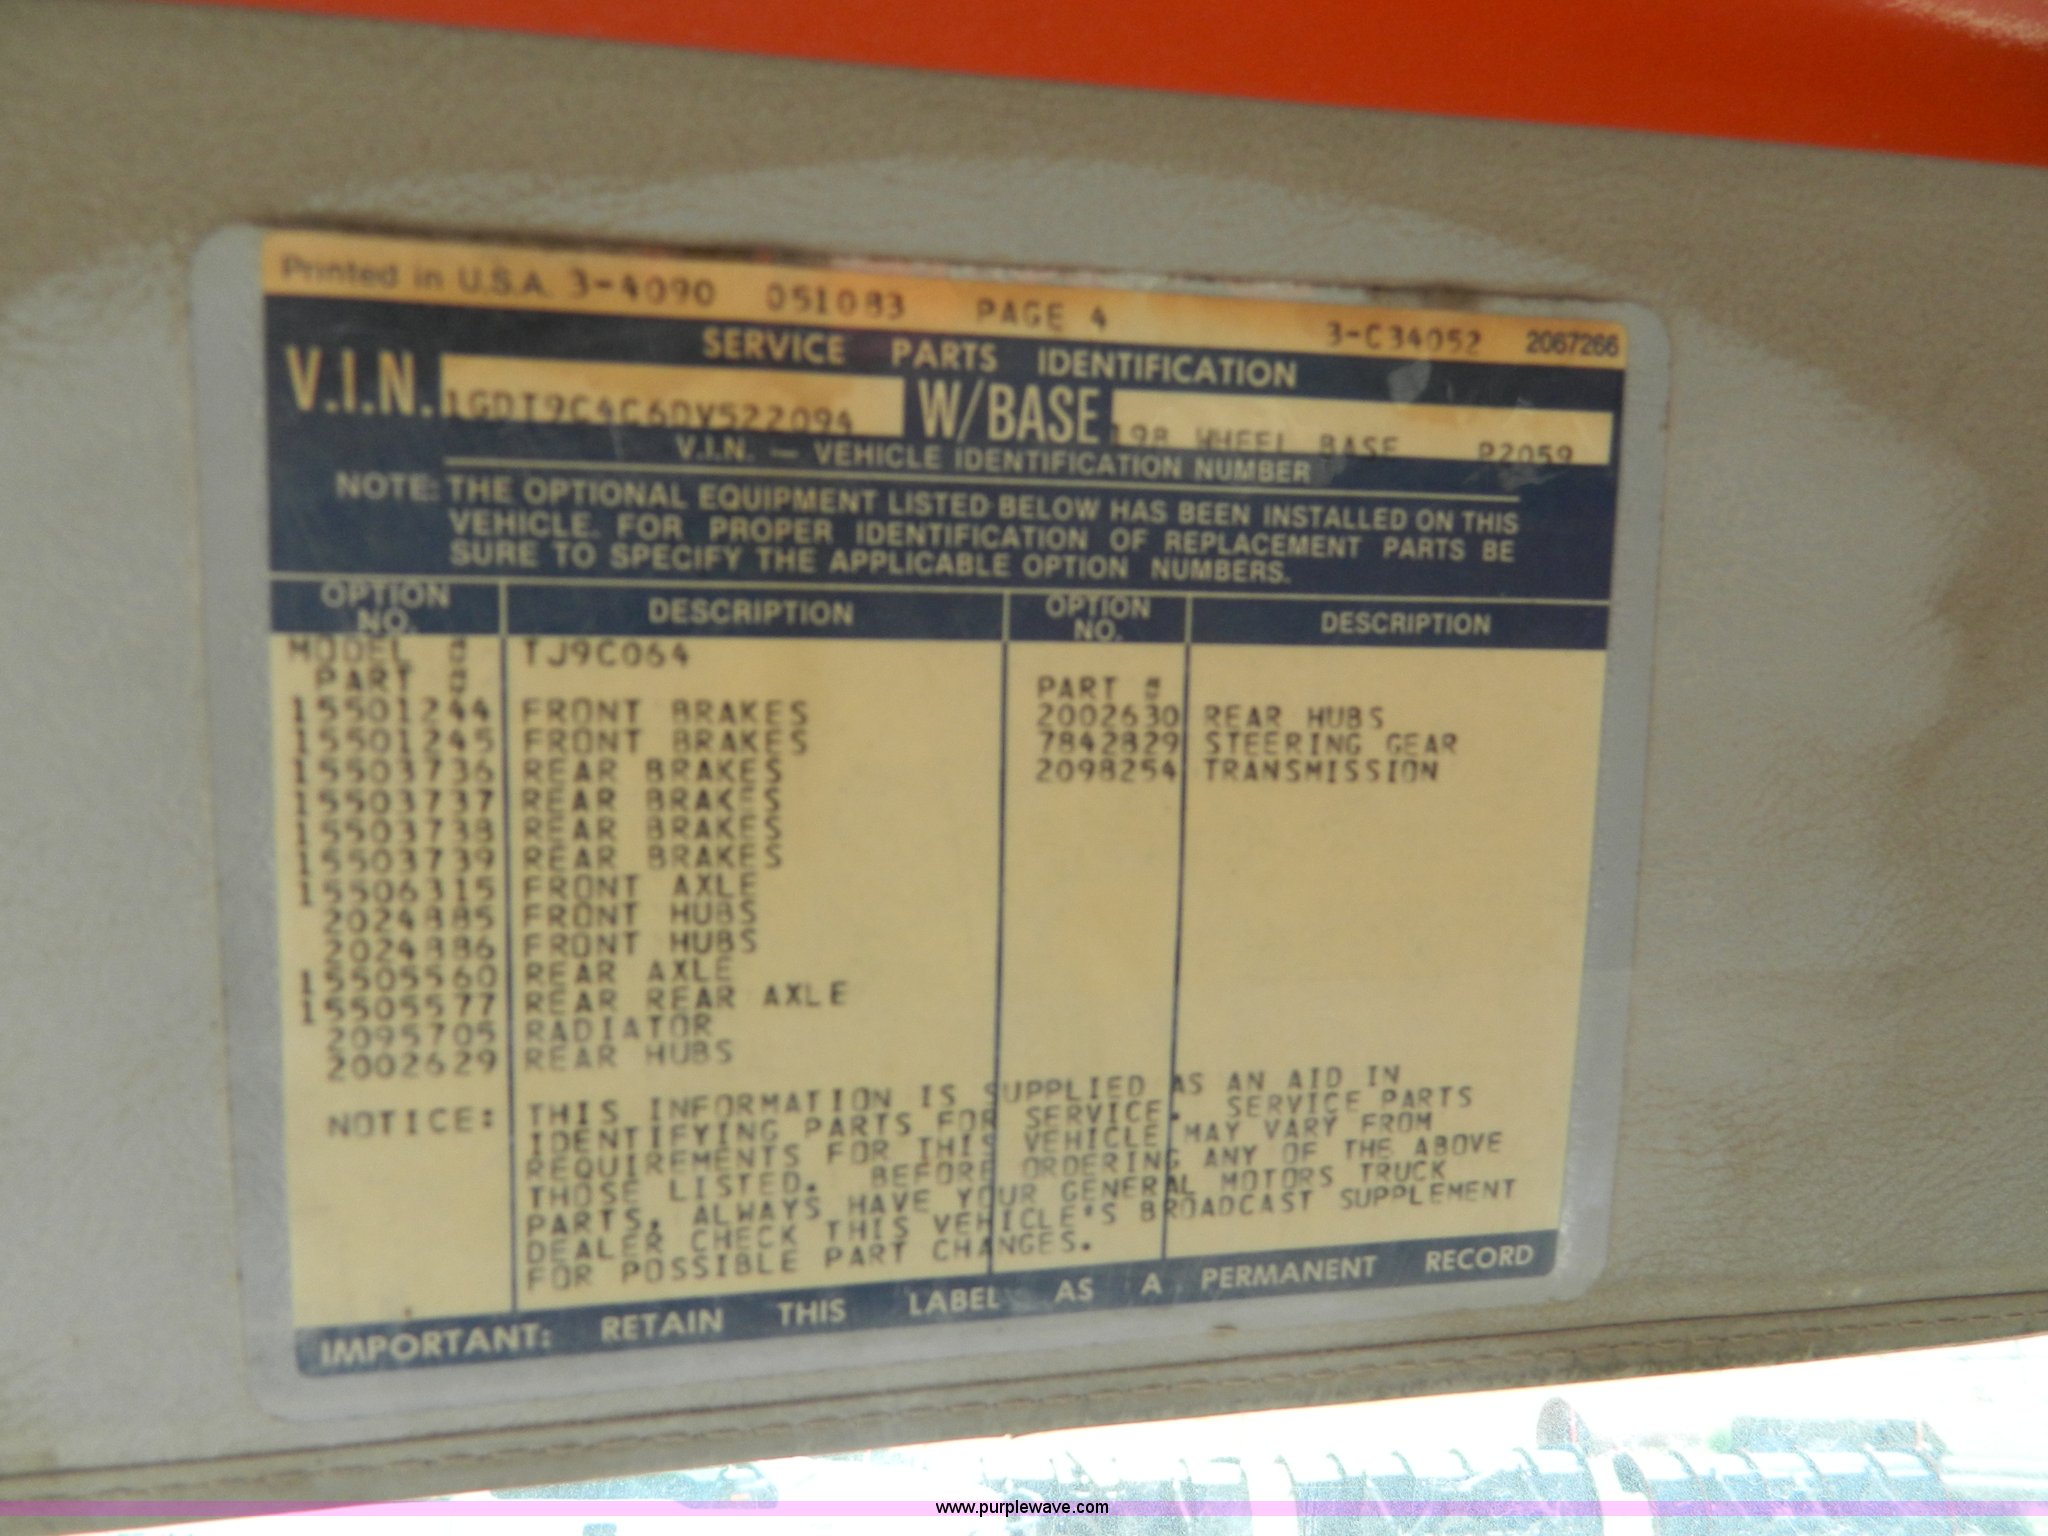 Printed in U.S.A. 3-4090 051083 PAGE 4 3-C34052 2067266
SERVICE PARTS IDENTIFICATION
V.I.N. 1GDT9C4C6DV522094 W/BASE 198 WHEEL BASE P2059
V.I.N. — VEHICLE IDENTIFICATION NUMBER
NOTE: THE OPTIONAL EQUIPMENT LISTED BELOW HAS BEEN INSTALLED ON THIS
VEHICLE. FOR PROPER IDENTIFICATION OF REPLACEMENT PARTS BE
SURE TO SPECIFY THE APPLICABLE OPTION NUMBERS.
OPTION NO. DESCRIPTION OPTION NO. DESCRIPTION
MODEL # TJ9C064
PART # PART #
15501244 FRONT BRAKES 2002630 REAR HUBS
15501245 FRONT BRAKES 7842829 STEERING GEAR
15503736 REAR BRAKES 2098254 TRANSMISSION
15503737 REAR BRAKES
15503738 REAR BRAKES
15503739 REAR BRAKES
15506315 FRONT AXLE
2024885 FRONT HUBS
2024886 FRONT HUBS
15505560 REAR AXLE
15505577 REAR REAR AXLE
2095705 RADIATOR
2002629 REAR HUBS
NOTICE: THIS INFORMATION IS SUPPLIED AS AN AID IN
IDENTIFYING PARTS FOR SERVICE. SERVICE PARTS
REQUIREMENTS FOR THIS VEHICLE MAY VARY FROM
THOSE LISTED. BEFORE ORDERING ANY OF THE ABOVE
PARTS, ALWAYS HAVE YOUR GENERAL MOTORS TRUCK
DEALER CHECK THIS VEHICLE'S BROADCAST SUPPLEMENT
FOR POSSIBLE PART CHANGES.
IMPORTANT: RETAIN THIS LABEL AS A PERMANENT RECORD
www.purplewave.com